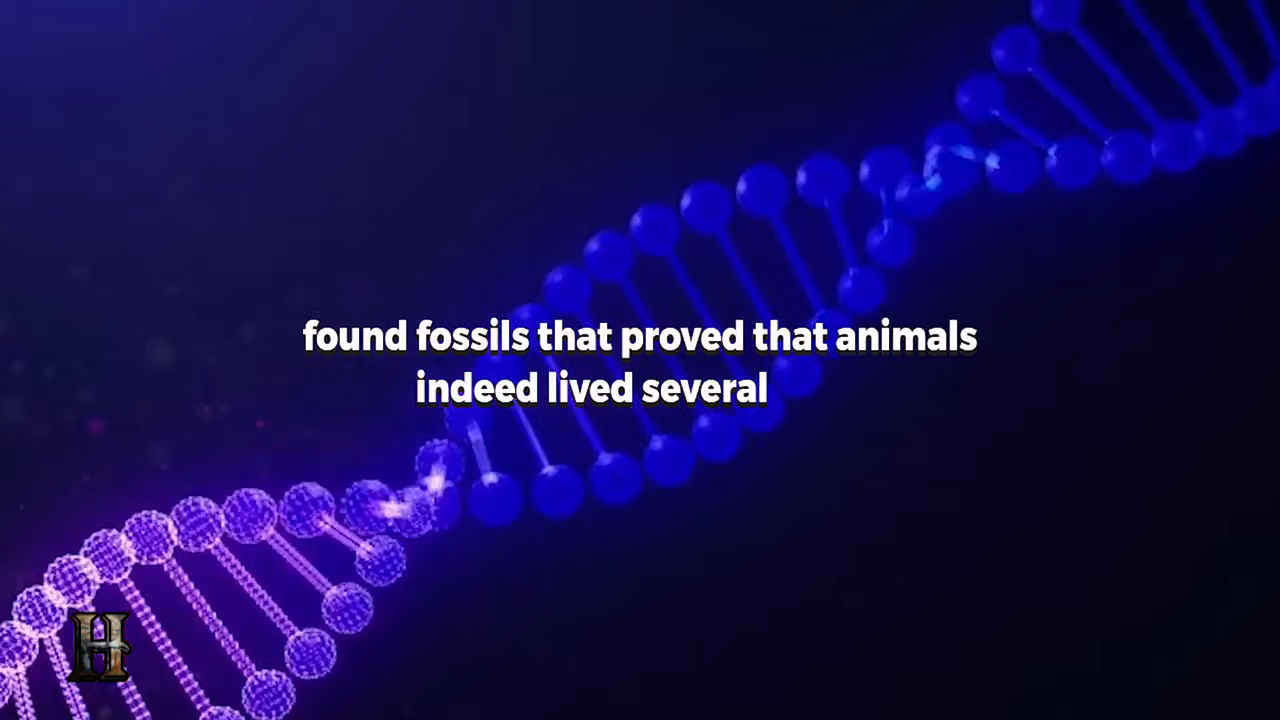 found fossils that proved that animals
indeed lived several
H